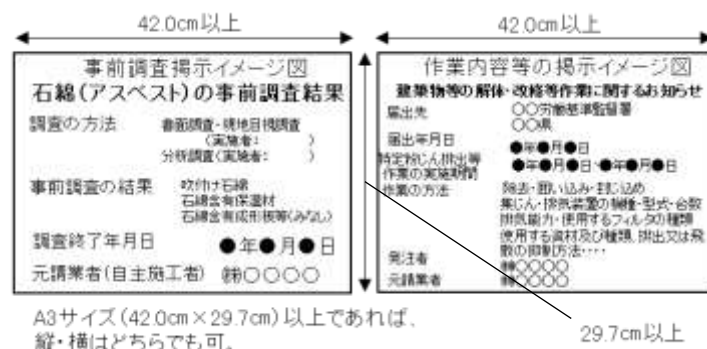 42.0cm以上
42.0cm以上
事前調査掲示イメージ図
石綿(アスベスト)の事前調査結果
調査の方法 書面調査・現地目視調査
(実施者: )
分析調査(実施者: )
事前調査の結果 吹付け石綿
石綿含有保温材
石綿含有成形板等(みなし)
調査終了年月日 ●年●月●日
元請業者(自主施工者) ㈱〇〇〇〇
作業内容等の掲示イメージ図
建築物等の解体・改修等作業に関するお知らせ
届出先 〇〇労働基準監督署
〇〇県
届出年月日 ●年●月●日
特定粉じん排出等 ●年●月●日~●年●月●日
作業の実施期間
作業の方法 除去・囲い込み・封じ込め
集じん・排気装置の機種・型式・台数
排気能力・使用するフィルタの種類
使用する資材及び種類、排出又は飛
散の抑制方法・・・・
発注者 ㈱〇〇〇〇
元請業者 ㈱〇〇〇〇
A3サイズ(42.0cm×29.7cm)以上であれば、
縦・横はどちらでも可。
29.7cm以上